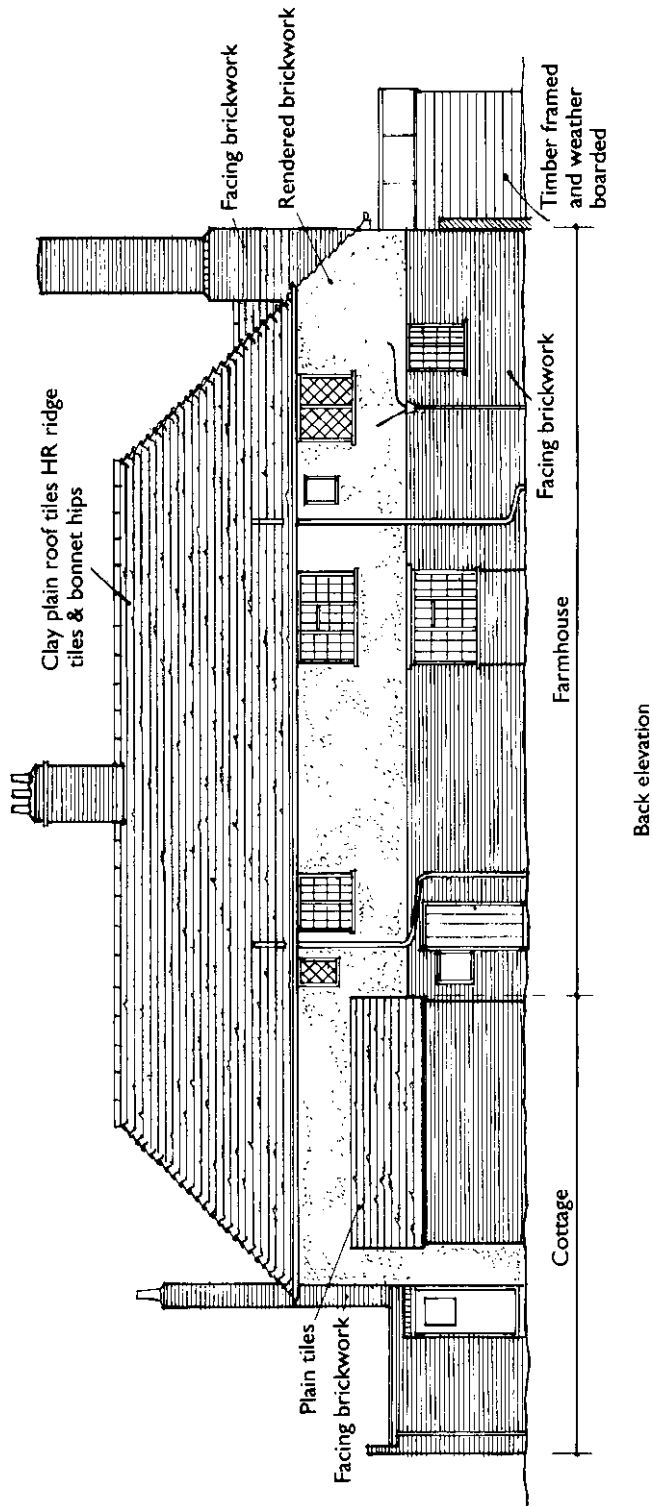 Clay plain roof tiles HR ridge
tiles & bonnet hips
Facing brickwork
Rendered brickwork
Plain tiles
Facing brickwork
Timber framed
and weather
boarded
Facing brickwork
Cottage
Farmhouse
Back elevation